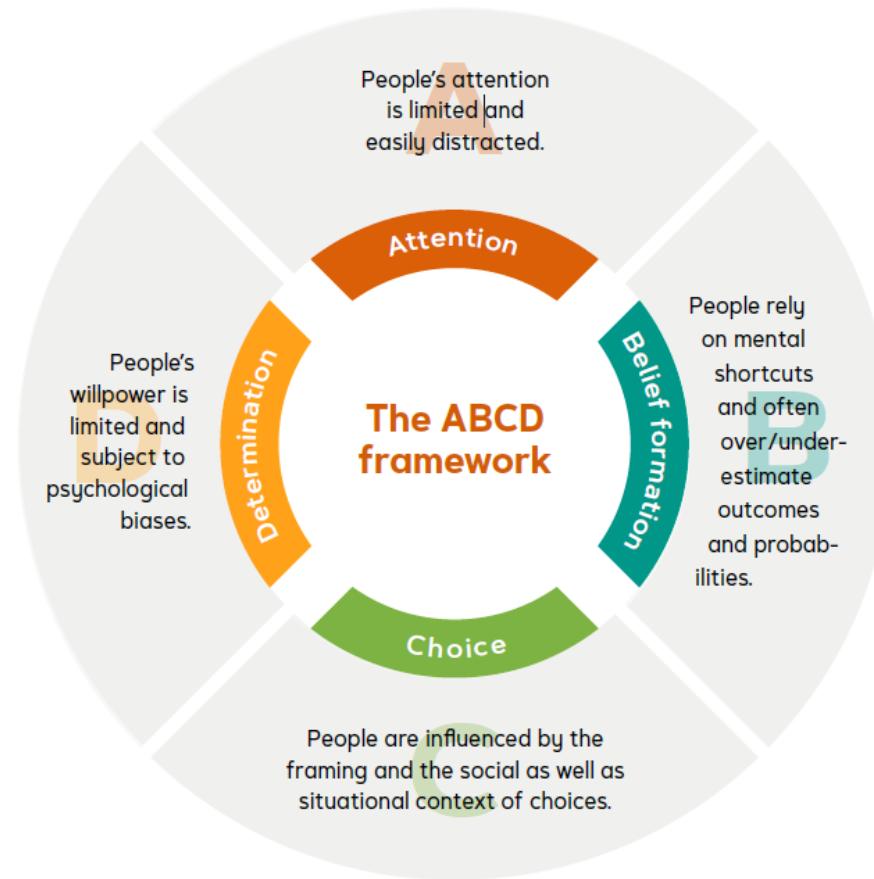 A
People's attention
is limited and
easily distracted.
Attention
B
People rely
on mental
shortcuts
and often
over/under-
estimate
outcomes
and probab-
ilities.
Belief formation
The ABCD
framework
D
People's
willpower is
limited and
subject to
psychological
biases.
Determination
Choice
C
People are influenced by the
framing and the social as well as
situational context of choices.